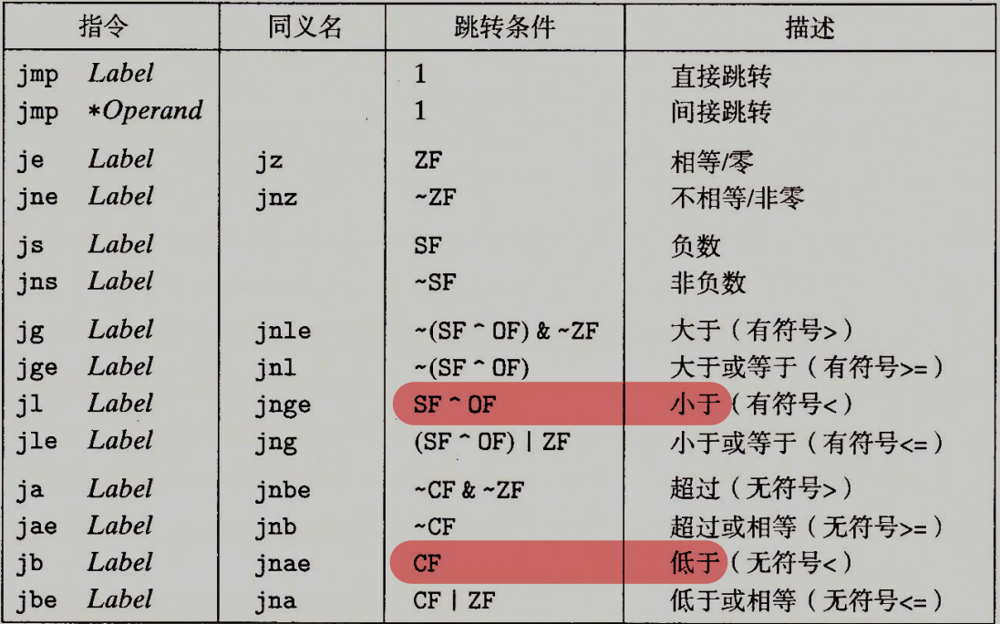 指令 同义名 跳转条件 描述
jmp Label 1 直接跳转
jmp *Operand 1 间接跳转
je Label jz ZF 相等/零
jne Label jnz ~ZF 不相等/非零
js Label SF 负数
jns Label ~SF 非负数
jg Label jnle ~(SF ^ OF) & ~ZF 大于（有符号>）
jge Label jnl ~(SF ^ OF) 大于或等于（有符号>=）
jl Label jnge SF ^ OF 小于（有符号<）
jle Label jng (SF ^ OF) | ZF 小于或等于（有符号<=）
ja Label jnbe ~CF & ~ZF 超过（无符号>）
jae Label jnb ~CF 超过或相等（无符号>=）
jb Label jnae CF 低于（无符号<）
jbe Label jna CF | ZF 低于或相等（无符号<=）